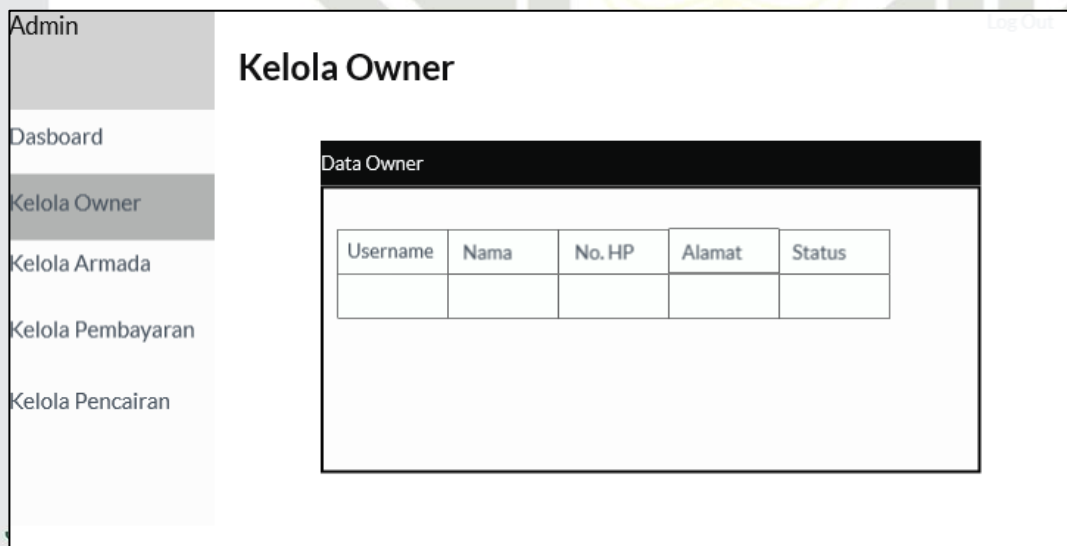 Admin
Log Out
Kelola Owner
Dasboard
Kelola Owner
Kelola Armada
Kelola Pembayaran
Kelola Pencairan
Data Owner
Username Nama No. HP Alamat Status